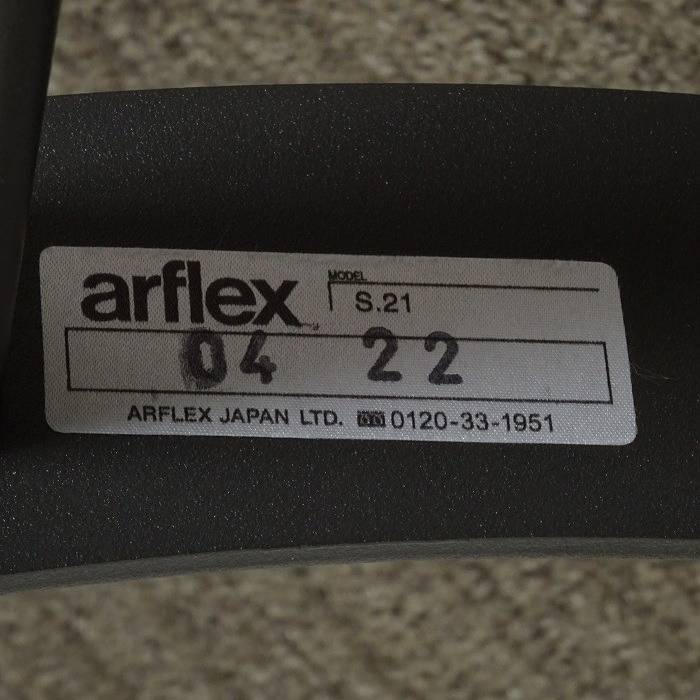 arflex
MODEL
S.21
04 22
ARFLEX JAPAN LTD. 0120-33-1951